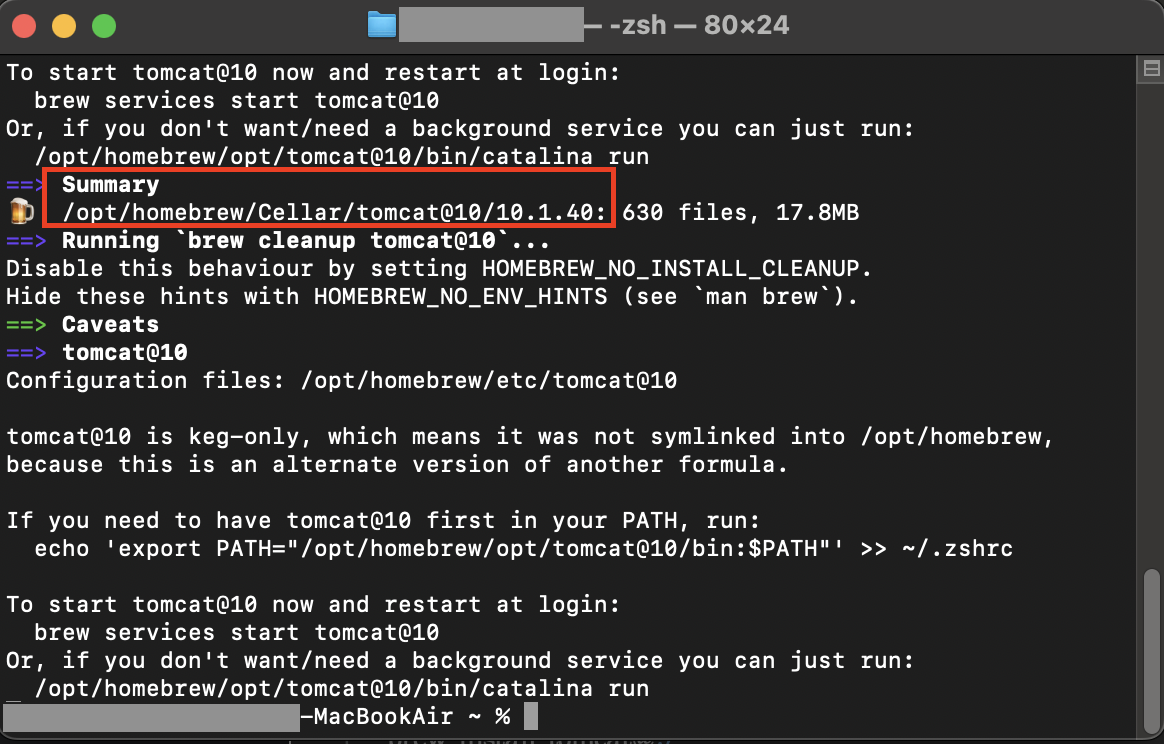 — -zsh — 80×24
To start tomcat@10 now and restart at login:
brew services start tomcat@10
Or, if you don't want/need a background service you can just run:
/opt/homebrew/opt/tomcat@10/bin/catalina run
==> Summary
/opt/homebrew/Cellar/tomcat@10/10.1.40: 630 files, 17.8MB
==> Running `brew cleanup tomcat@10`...
Disable this behaviour by setting HOMEBREW_NO_INSTALL_CLEANUP.
Hide these hints with HOMEBREW_NO_ENV_HINTS (see `man brew`).
==> Caveats
==> tomcat@10
Configuration files: /opt/homebrew/etc/tomcat@10
tomcat@10 is keg-only, which means it was not symlinked into /opt/homebrew,
because this is an alternate version of another formula.
If you need to have tomcat@10 first in your PATH, run:
echo 'export PATH="/opt/homebrew/opt/tomcat@10/bin:$PATH"' >> ~/.zshrc
To start tomcat@10 now and restart at login:
brew services start tomcat@10
Or, if you don't want/need a background service you can just run:
/opt/homebrew/opt/tomcat@10/bin/catalina run
-MacBookAir ~ %